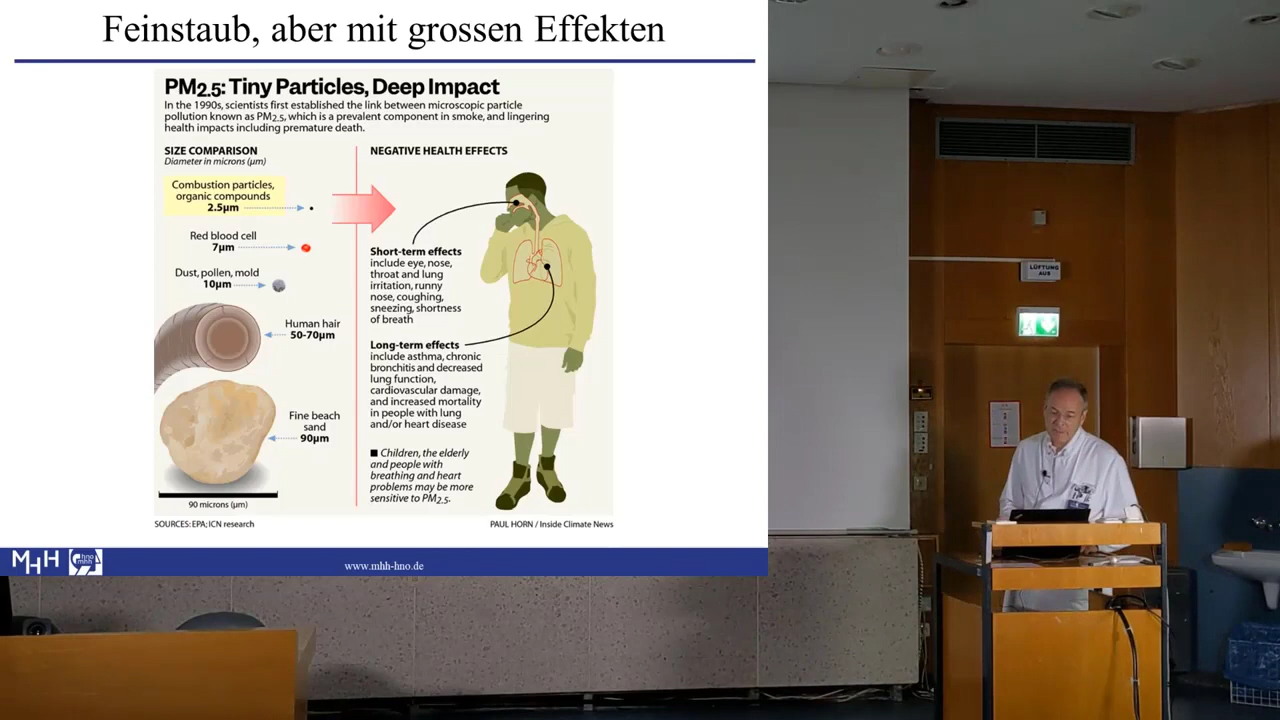 Feinstaub, aber mit grossen Effekten
PM2.5: Tiny Particles, Deep Impact
In the 1990s, scientists first established the link between microscopic particle
pollution known as PM2.5, which is a prevalent component in smoke, and lingering
health impacts including premature death.
SIZE COMPARISON
Diameter in microns (µm)
Combustion particles,
organic compounds
2.5µm
Red blood cell
7µm
Dust, pollen, mold
10µm
Human hair
50-70µm
Fine beach
sand
90µm
90 microns (µm)
NEGATIVE HEALTH EFFECTS
Short-term effects
include eye, nose,
throat and lung
irritation, runny
nose, coughing,
sneezing, shortness
of breath
Long-term effects
include asthma, chronic
bronchitis and decreased
lung function,
cardiovascular damage,
and increased mortality
in people with lung
and/or heart disease
■ Children, the elderly
and people with
breathing and heart
problems may be more
sensitive to PM2.5.
SOURCES: EPA; ICN research
PAUL HORN / Inside Climate News
MHH
hno
mhh
www.mhh-hno.de
LÜFTUNG
AUS